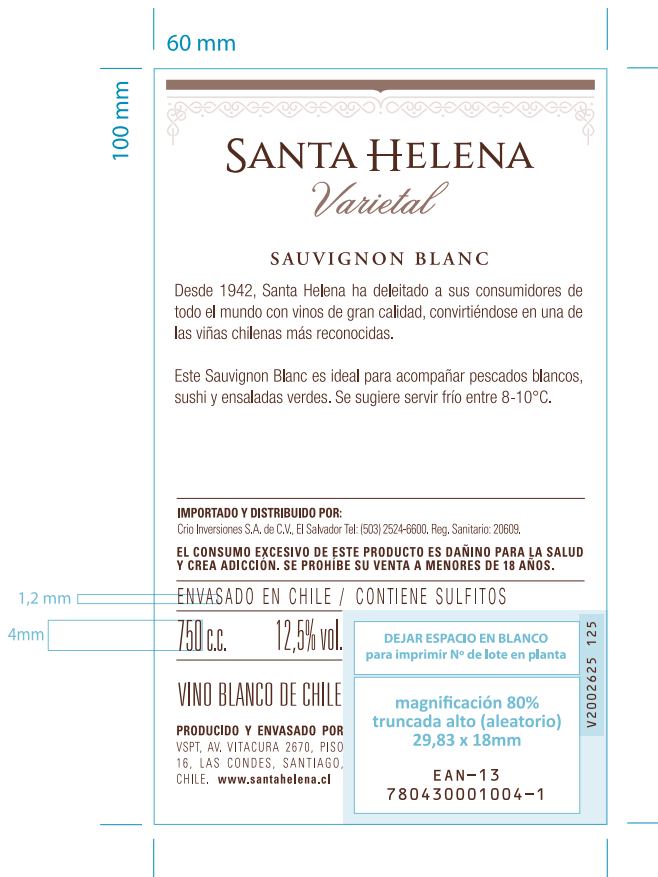 60 mm
100 mm
SANTA HELENA
Varietal
SAUVIGNON BLANC
Desde 1942, Santa Helena ha deleitado a sus consumidores de
todo el mundo con vinos de gran calidad, convirtiéndose en una de
las viñas chilenas más reconocidas.
Este Sauvignon Blanc es ideal para acompañar pescados blancos,
sushi y ensaladas verdes. Se sugiere servir frío entre 8-10°C.
IMPORTADO Y DISTRIBUIDO POR:
Crio Inversiones S.A. de C.V., El Salvador Tel: (503) 2524-6600. Reg. Sanitario: 20609.
EL CONSUMO EXCESIVO DE ESTE PRODUCTO ES DAÑINO PARA LA SALUD
Y CREA ADICCIÓN. SE PROHÍBE SU VENTA A MENORES DE 18 AÑOS.
1,2 mm
ENVASADO EN CHILE / CONTIENE SULFITOS
4mm
750 c.c. 12,5% vol.
VINO BLANCO DE CHILE
PRODUCIDO Y ENVASADO POR
VSPT, AV. VITACURA 2670, PISO
16, LAS CONDES, SANTIAGO,
CHILE. www.santahelena.cl
DEJAR ESPACIO EN BLANCO
para imprimir Nº de lote en planta
V2002625 125
magnificación 80%
truncada alto (aleatorio)
29,83 x 18mm
EAN-13
780430001004-1